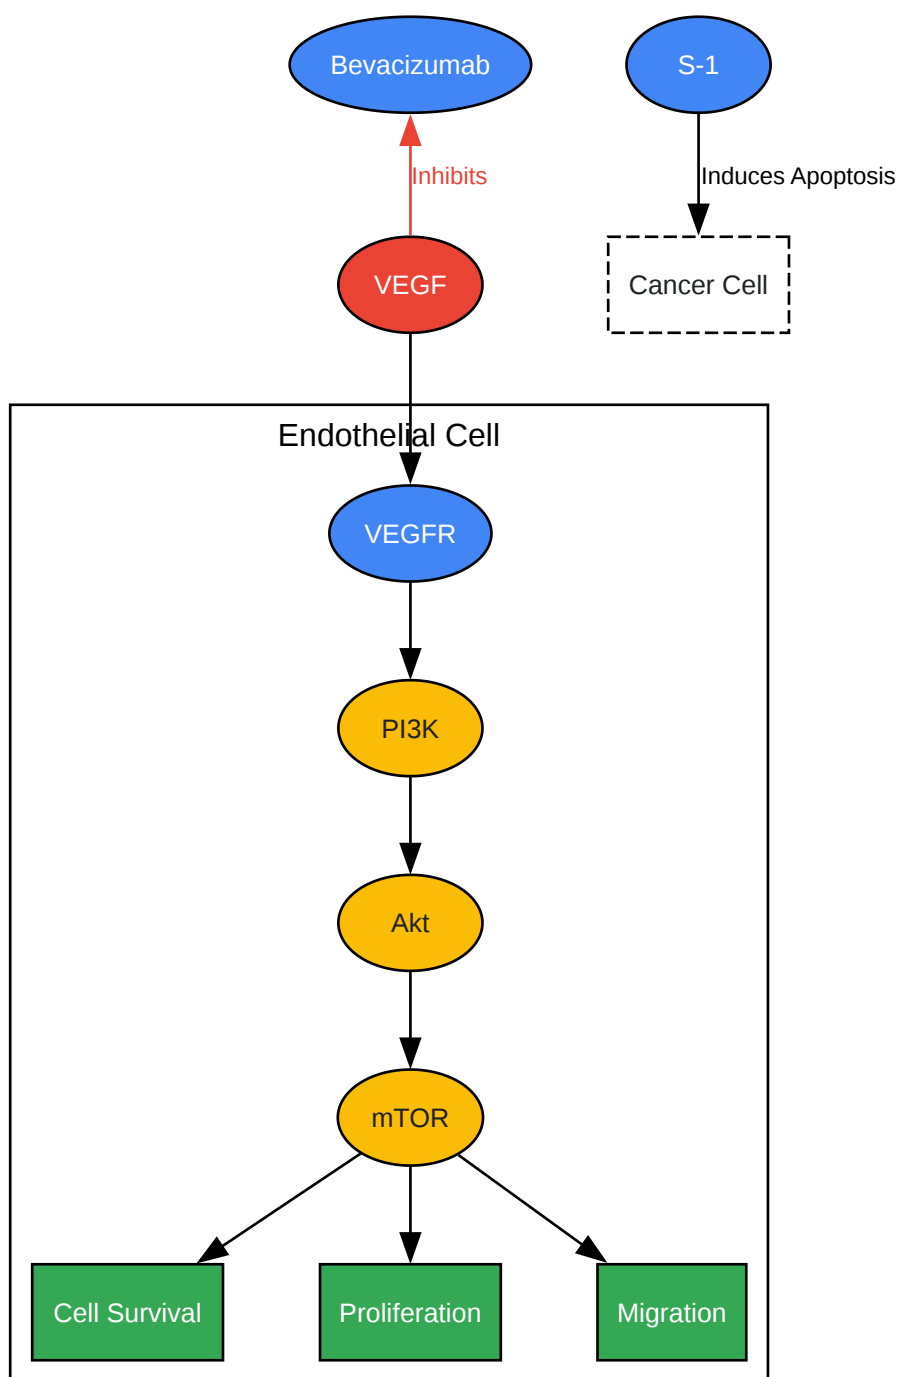 Bevacizumab
S-1
Inhibits
Induces Apoptosis
VEGF
Cancer Cell
Endothelial Cell
VEGFR
PI3K
Akt
mTOR
Cell Survival
Proliferation
Migration